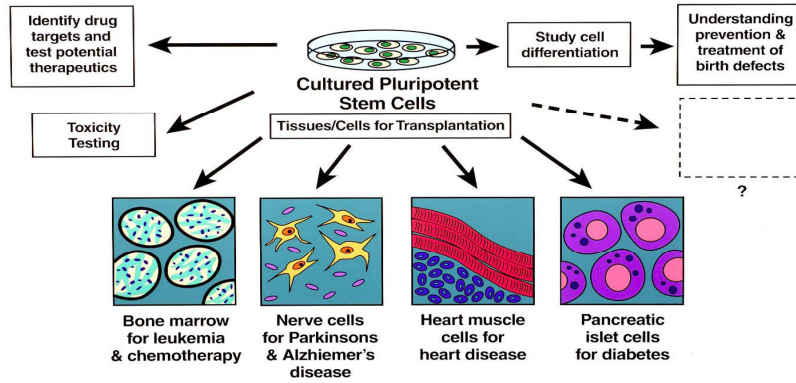 Identify drug
targets and
test potential
therapeutics
Study cell
differentiation
Understanding
prevention &
treatment of
birth defects
Cultured Pluripotent
Stem Cells
Toxicity
Testing
Tissues/Cells for Transplantation
?
Bone marrow
for leukemia
& chemotherapy
Nerve cells
for Parkinsons
& Alzhiemer's
disease
Heart muscle
cells for
heart disease
Pancreatic
islet cells
for diabetes